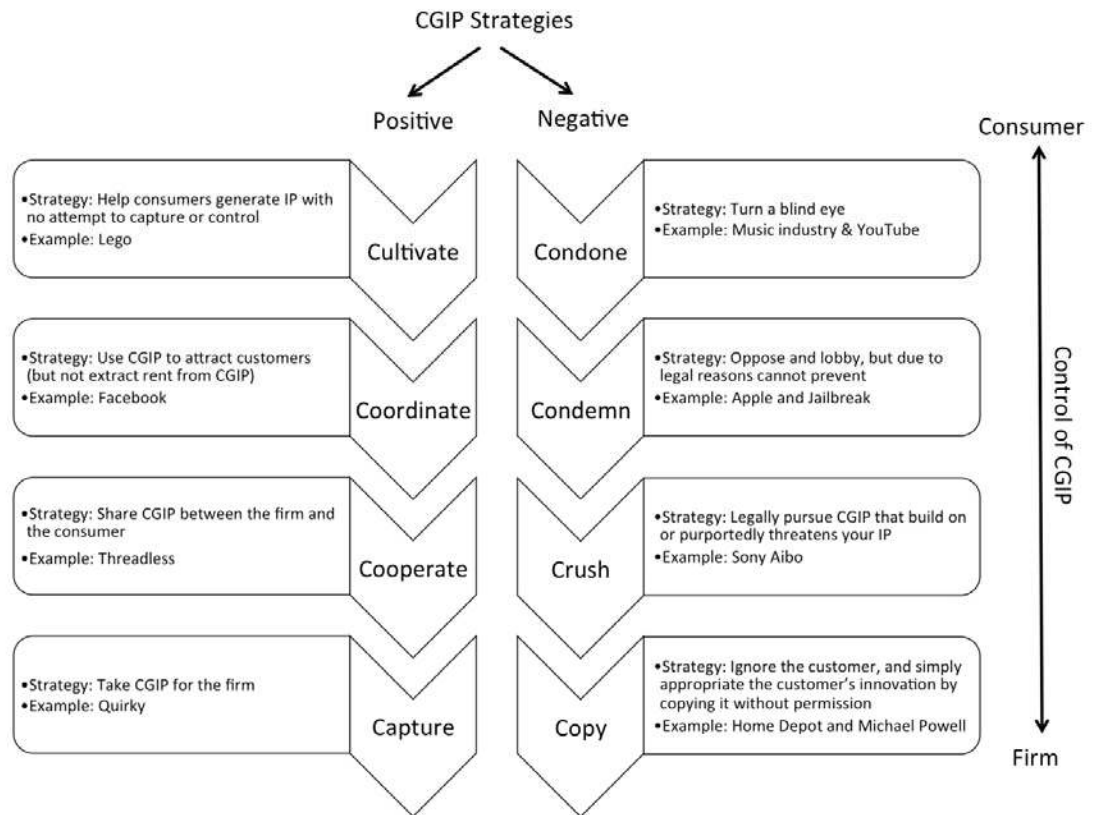 CGIP Strategies
Positive
Negative
Consumer
•Strategy: Help consumers generate IP with
no attempt to capture or control
•Example: Lego
Cultivate
Condone
•Strategy: Turn a blind eye
•Example: Music industry & YouTube
•Strategy: Use CGIP to attract customers
(but not extract rent from CGIP)
•Example: Facebook
Coordinate
Condemn
•Strategy: Oppose and lobby, but due to
legal reasons cannot prevent
•Example: Apple and Jailbreak
Control of CGIP
•Strategy: Share CGIP between the firm and
the consumer
•Example: Threadless
Cooperate
Crush
•Strategy: Legally pursue CGIP that build on
or purportedly threatens your IP
•Example: Sony Aibo
•Strategy: Take CGIP for the firm
•Example: Quirky
Capture
Copy
•Strategy: Ignore the customer, and simply
appropriate the customer’s innovation by
copying it without permission
•Example: Home Depot and Michael Powell
Firm